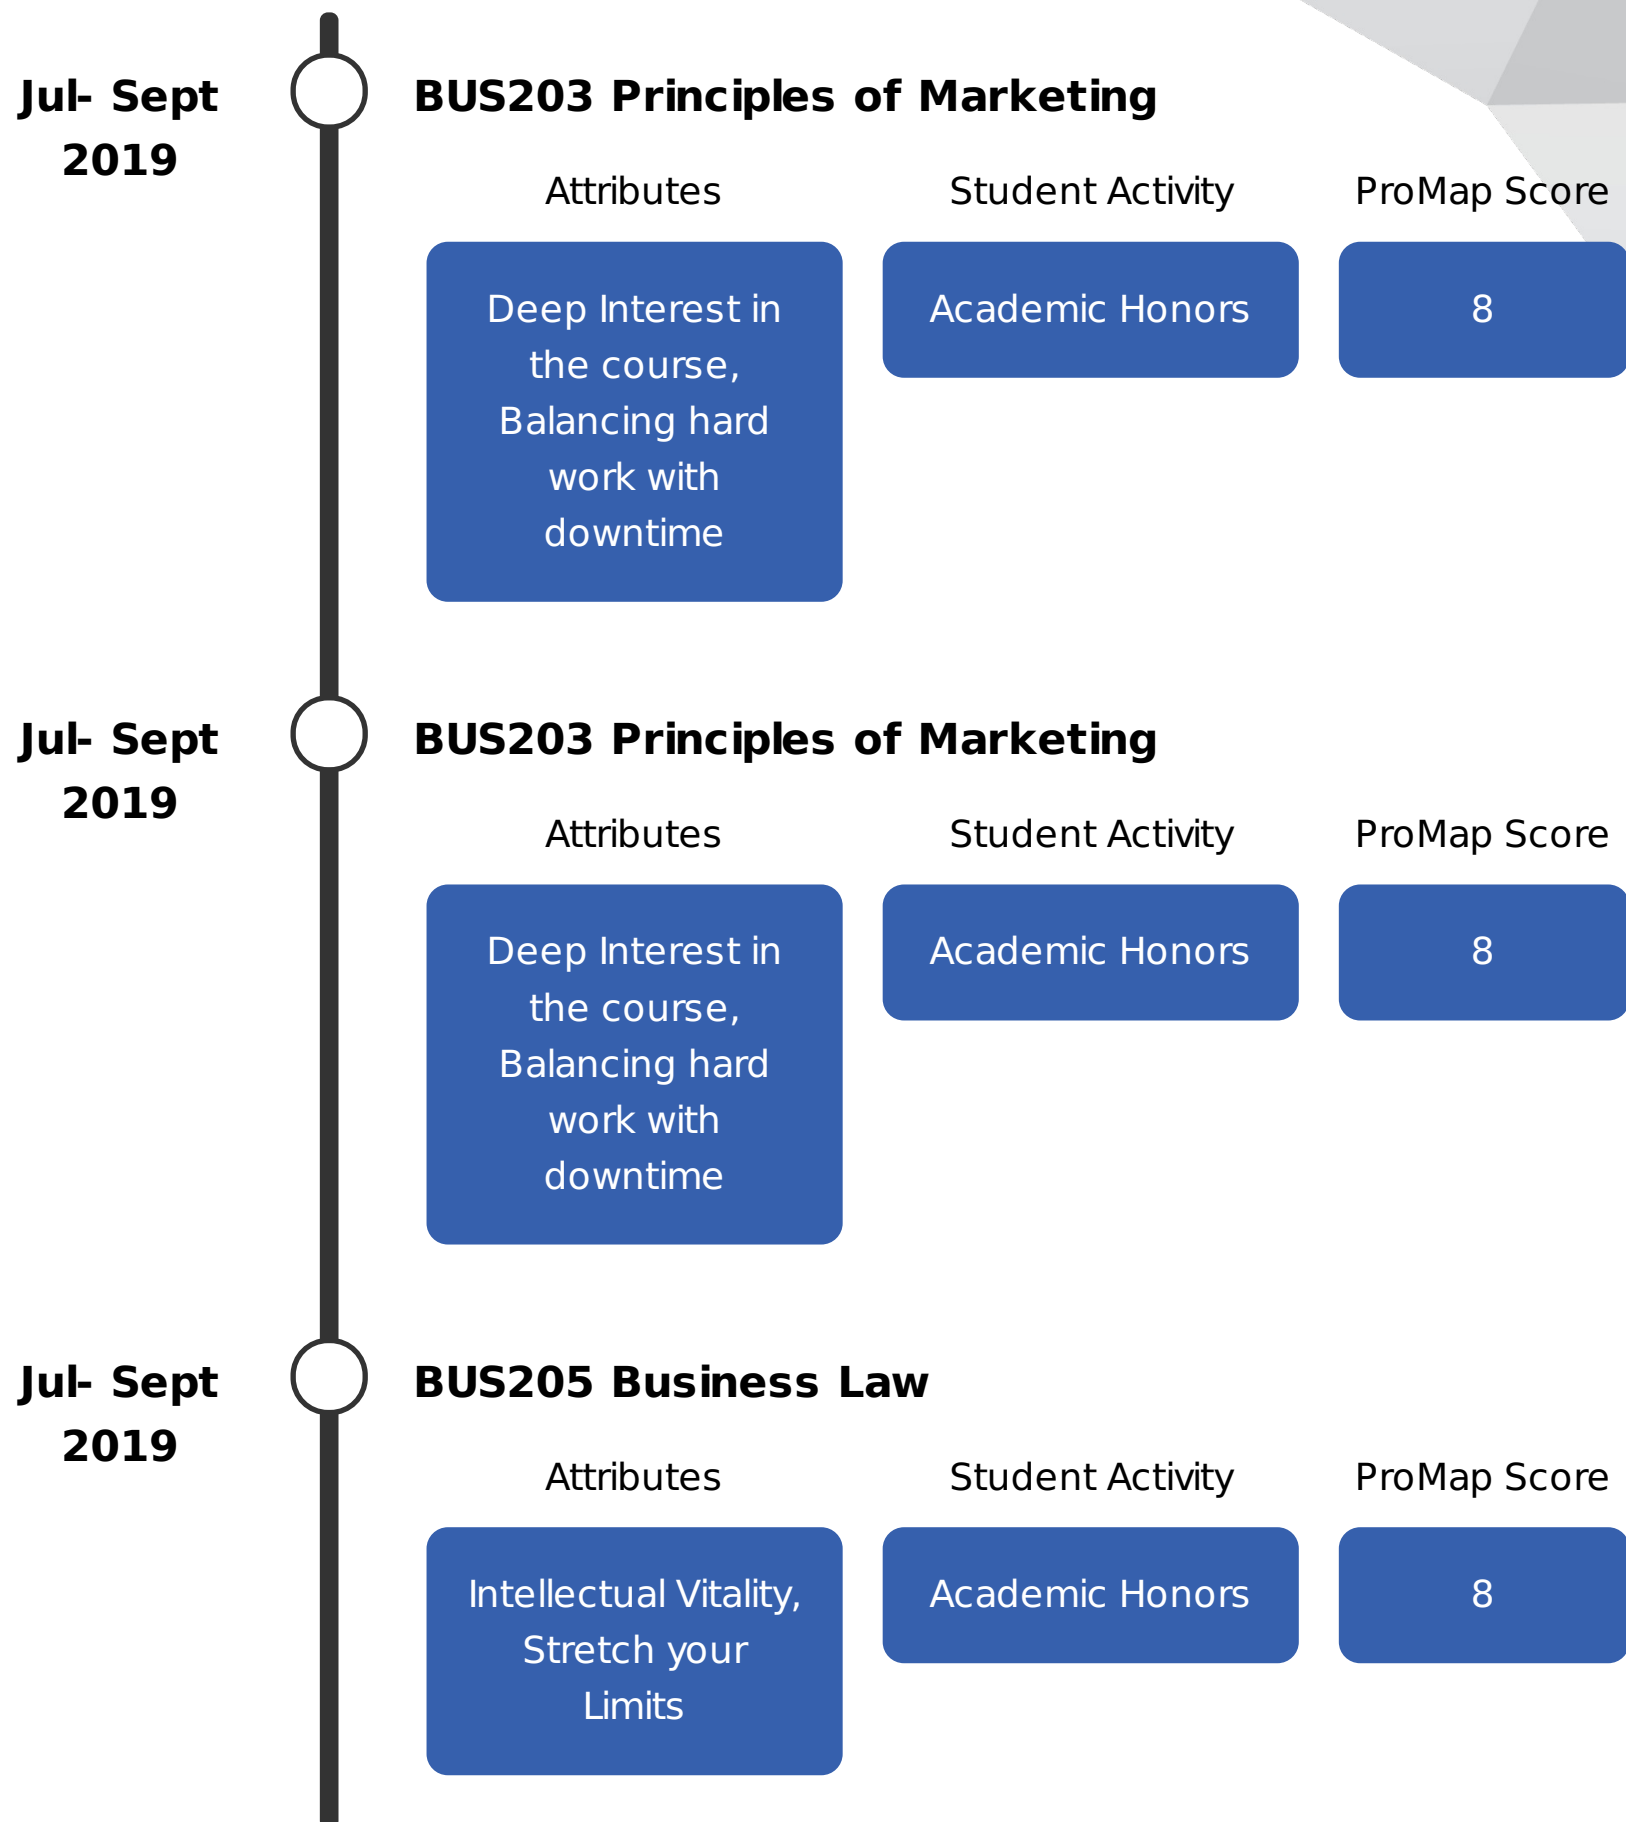 Jul- Sept
2019
BUS203 Principles of Marketing
Attributes
Student Activity
ProMap Score
Deep Interest in
the course,
Balancing hard
work with
downtime
Academic Honors
8
Jul- Sept
2019
BUS203 Principles of Marketing
Attributes
Student Activity
ProMap Score
Deep Interest in
the course,
Balancing hard
work with
downtime
Academic Honors
8
Jul- Sept
2019
BUS205 Business Law
Attributes
Student Activity
ProMap Score
Intellectual Vitality,
Stretch your
Limits
Academic Honors
8